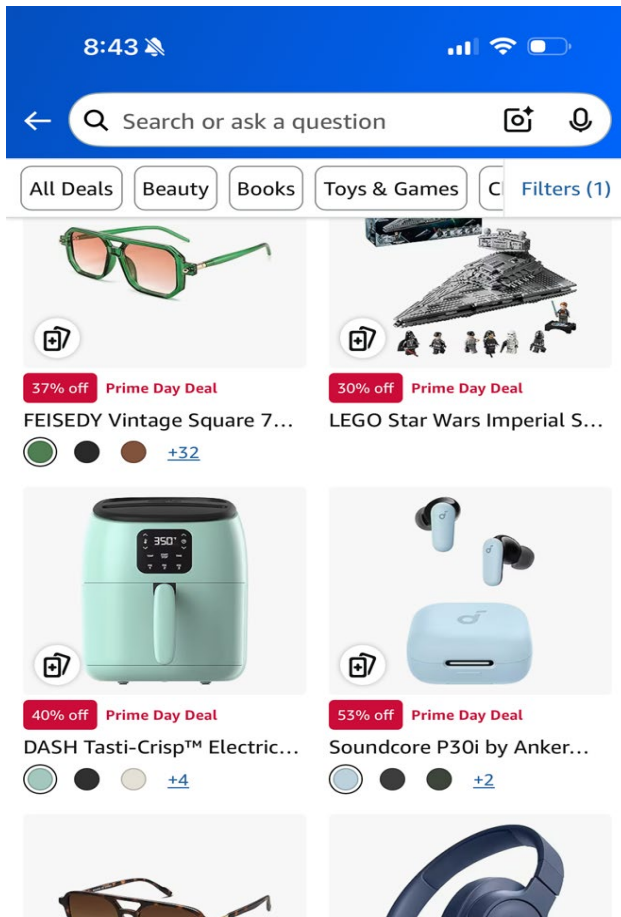 8:43
Search or ask a question
All Deals
Beauty
Books
Toys & Games
C
Filters (1)
37% off Prime Day Deal
FEISEDY Vintage Square 7...
+32
30% off Prime Day Deal
LEGO Star Wars Imperial S...
350°
40% off Prime Day Deal
DASH Tasti-Crisp™ Electric...
+4
53% off Prime Day Deal
Soundcore P30i by Anker...
+2